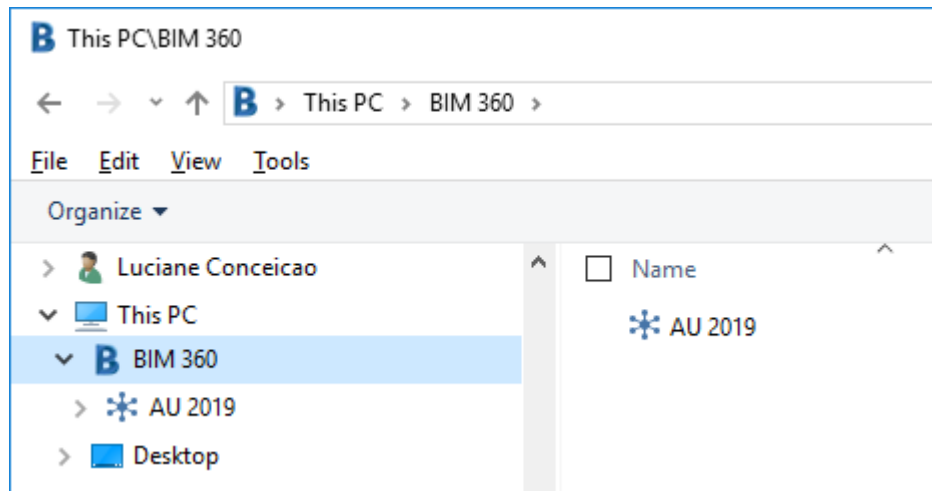 This PC\BIM 360
This PC > BIM 360 >
File Edit View Tools
Organize
Luciane Conceicao
This PC
BIM 360
AU 2019
Desktop
Name
AU 2019